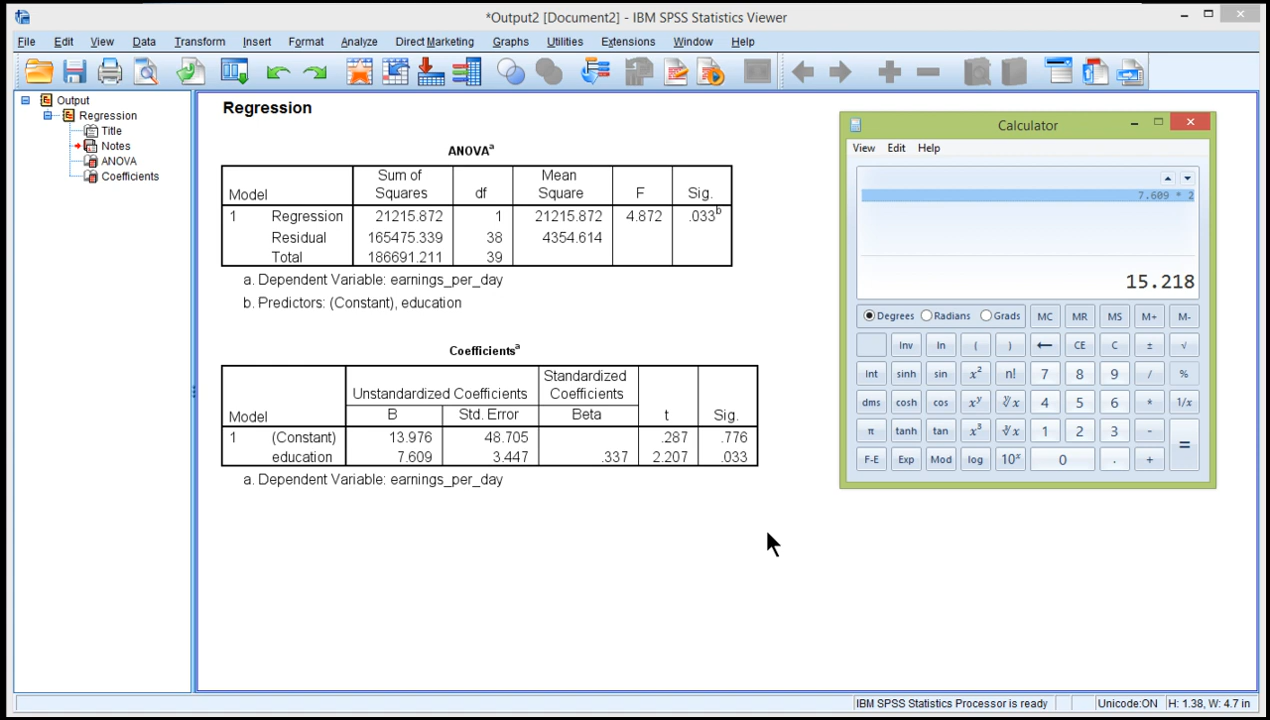 *Output2 [Document2] - IBM SPSS Statistics Viewer
File Edit View Data Transform Insert Format Analyze Direct Marketing Graphs Utilities Extensions Window Help
Output
Regression
Title
Notes
ANOVA
Coefficients
Regression
ANOVAa
Model Sum of Squares df Mean Square F Sig.
1 Regression 21215.872 1 21215.872 4.872 .033b
Residual 165475.339 38 4354.614
Total 186691.211 39
a. Dependent Variable: earnings_per_day
b. Predictors: (Constant), education
Coefficientsa
Unstandardized Coefficients Standardized Coefficients
Model B Std. Error Beta t Sig.
1 (Constant) 13.976 48.705 .287 .776
education 7.609 3.447 .337 2.207 .033
a. Dependent Variable: earnings_per_day
Calculator
View Edit Help
7.609 * 2
15.218
Degrees Radians Grads MC MR MS M+ M-
Inv ln ( ) ← CE C ± √
Int sinh sin x² n! 7 8 9 / %
dms cosh cos xʸ ʸ√x 4 5 6 * 1/x
π tanh tan x³ ³√x 1 2 3 - =
F-E Exp Mod log 10ˣ 0 . +
IBM SPSS Statistics Processor is ready Unicode:ON H: 1.38, W: 4.7 in